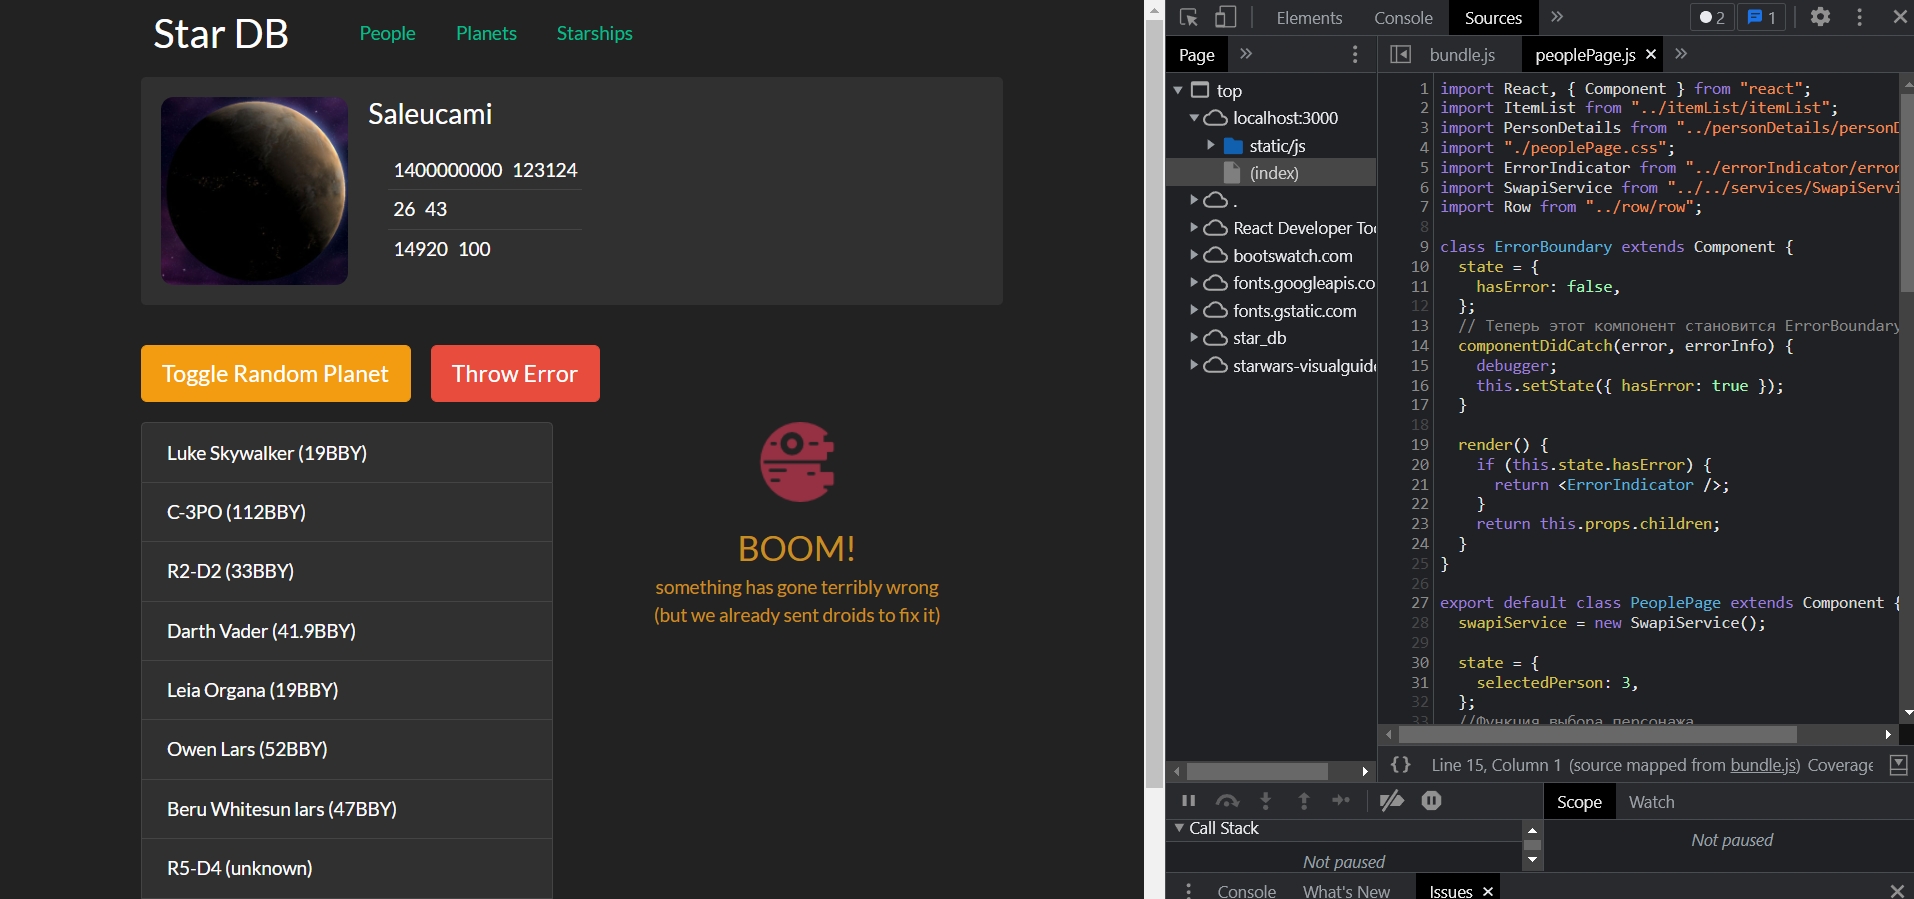 Star DB People Planets Starships
Saleucami
1400000000 123124
26 43
14920 100
Toggle Random Planet Throw Error
Luke Skywalker (19BBY)
C-3PO (112BBY)
R2-D2 (33BBY)
Darth Vader (41.9BBY)
Leia Organa (19BBY)
Owen Lars (52BBY)
Beru Whitesun lars (47BBY)
R5-D4 (unknown)
BOOM!
something has gone terribly wrong
(but we already sent droids to fix it)
Elements Console Sources 2 1
Page
top
localhost:3000
static/js
(index)
.
React Developer Too
bootswatch.com
fonts.googleapis.co
fonts.gstatic.com
star_db
starwars-visualguide
bundle.js peoplePage.js
1 import React, { Component } from "react";
2 import ItemList from "../itemList/itemList";
3 import PersonDetails from "../personDetails/personD
4 import "./peoplePage.css";
5 import ErrorIndicator from "../errorIndicator/error
6 import SwapiService from "../../services/SwapiServi
7 import Row from "../row/row";
8
9 class ErrorBoundary extends Component {
10 state = {
11 hasError: false,
12 };
13 // Теперь этот компонент становится ErrorBoundary
14 componentDidCatch(error, errorInfo) {
15 debugger;
16 this.setState({ hasError: true });
17 }
18
19 render() {
20 if (this.state.hasError) {
21 return <ErrorIndicator />;
22 }
23 return this.props.children;
24 }
25 }
26
27 export default class PeoplePage extends Component {
28 swapiService = new SwapiService();
29
30 state = {
31 selectedPerson: 3,
32 };
33 //Функция выбора персонажа
{} Line 15, Column 1 (source mapped from bundle.js) Coverage
Scope Watch
Call Stack
Not paused
Not paused
Console What's New Issues